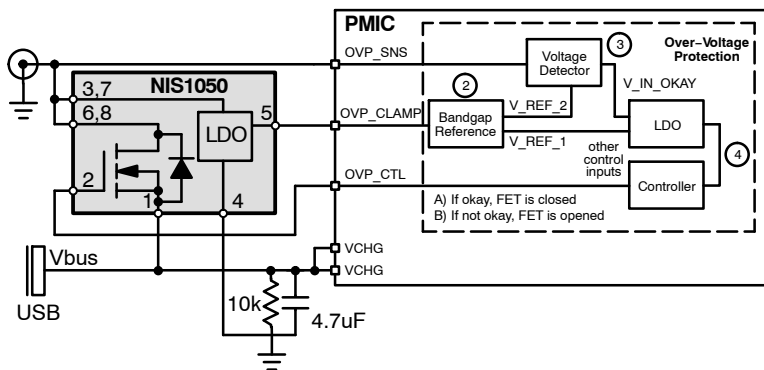 PMIC
OVP_SNS
NIS1050
3,7
6,8
LDO
5
2
1
4
OVP_CLAMP
OVP_CTL
2
Bandgap
Reference
Voltage
Detector
3
Over–Voltage
Protection
V_REF_2
V_IN_OKAY
V_REF_1
LDO
other
control
inputs
4
Controller
A) If okay, FET is closed
B) If not okay, FET is opened
VCHG
VCHG
Vbus
USB
10k
4.7uF